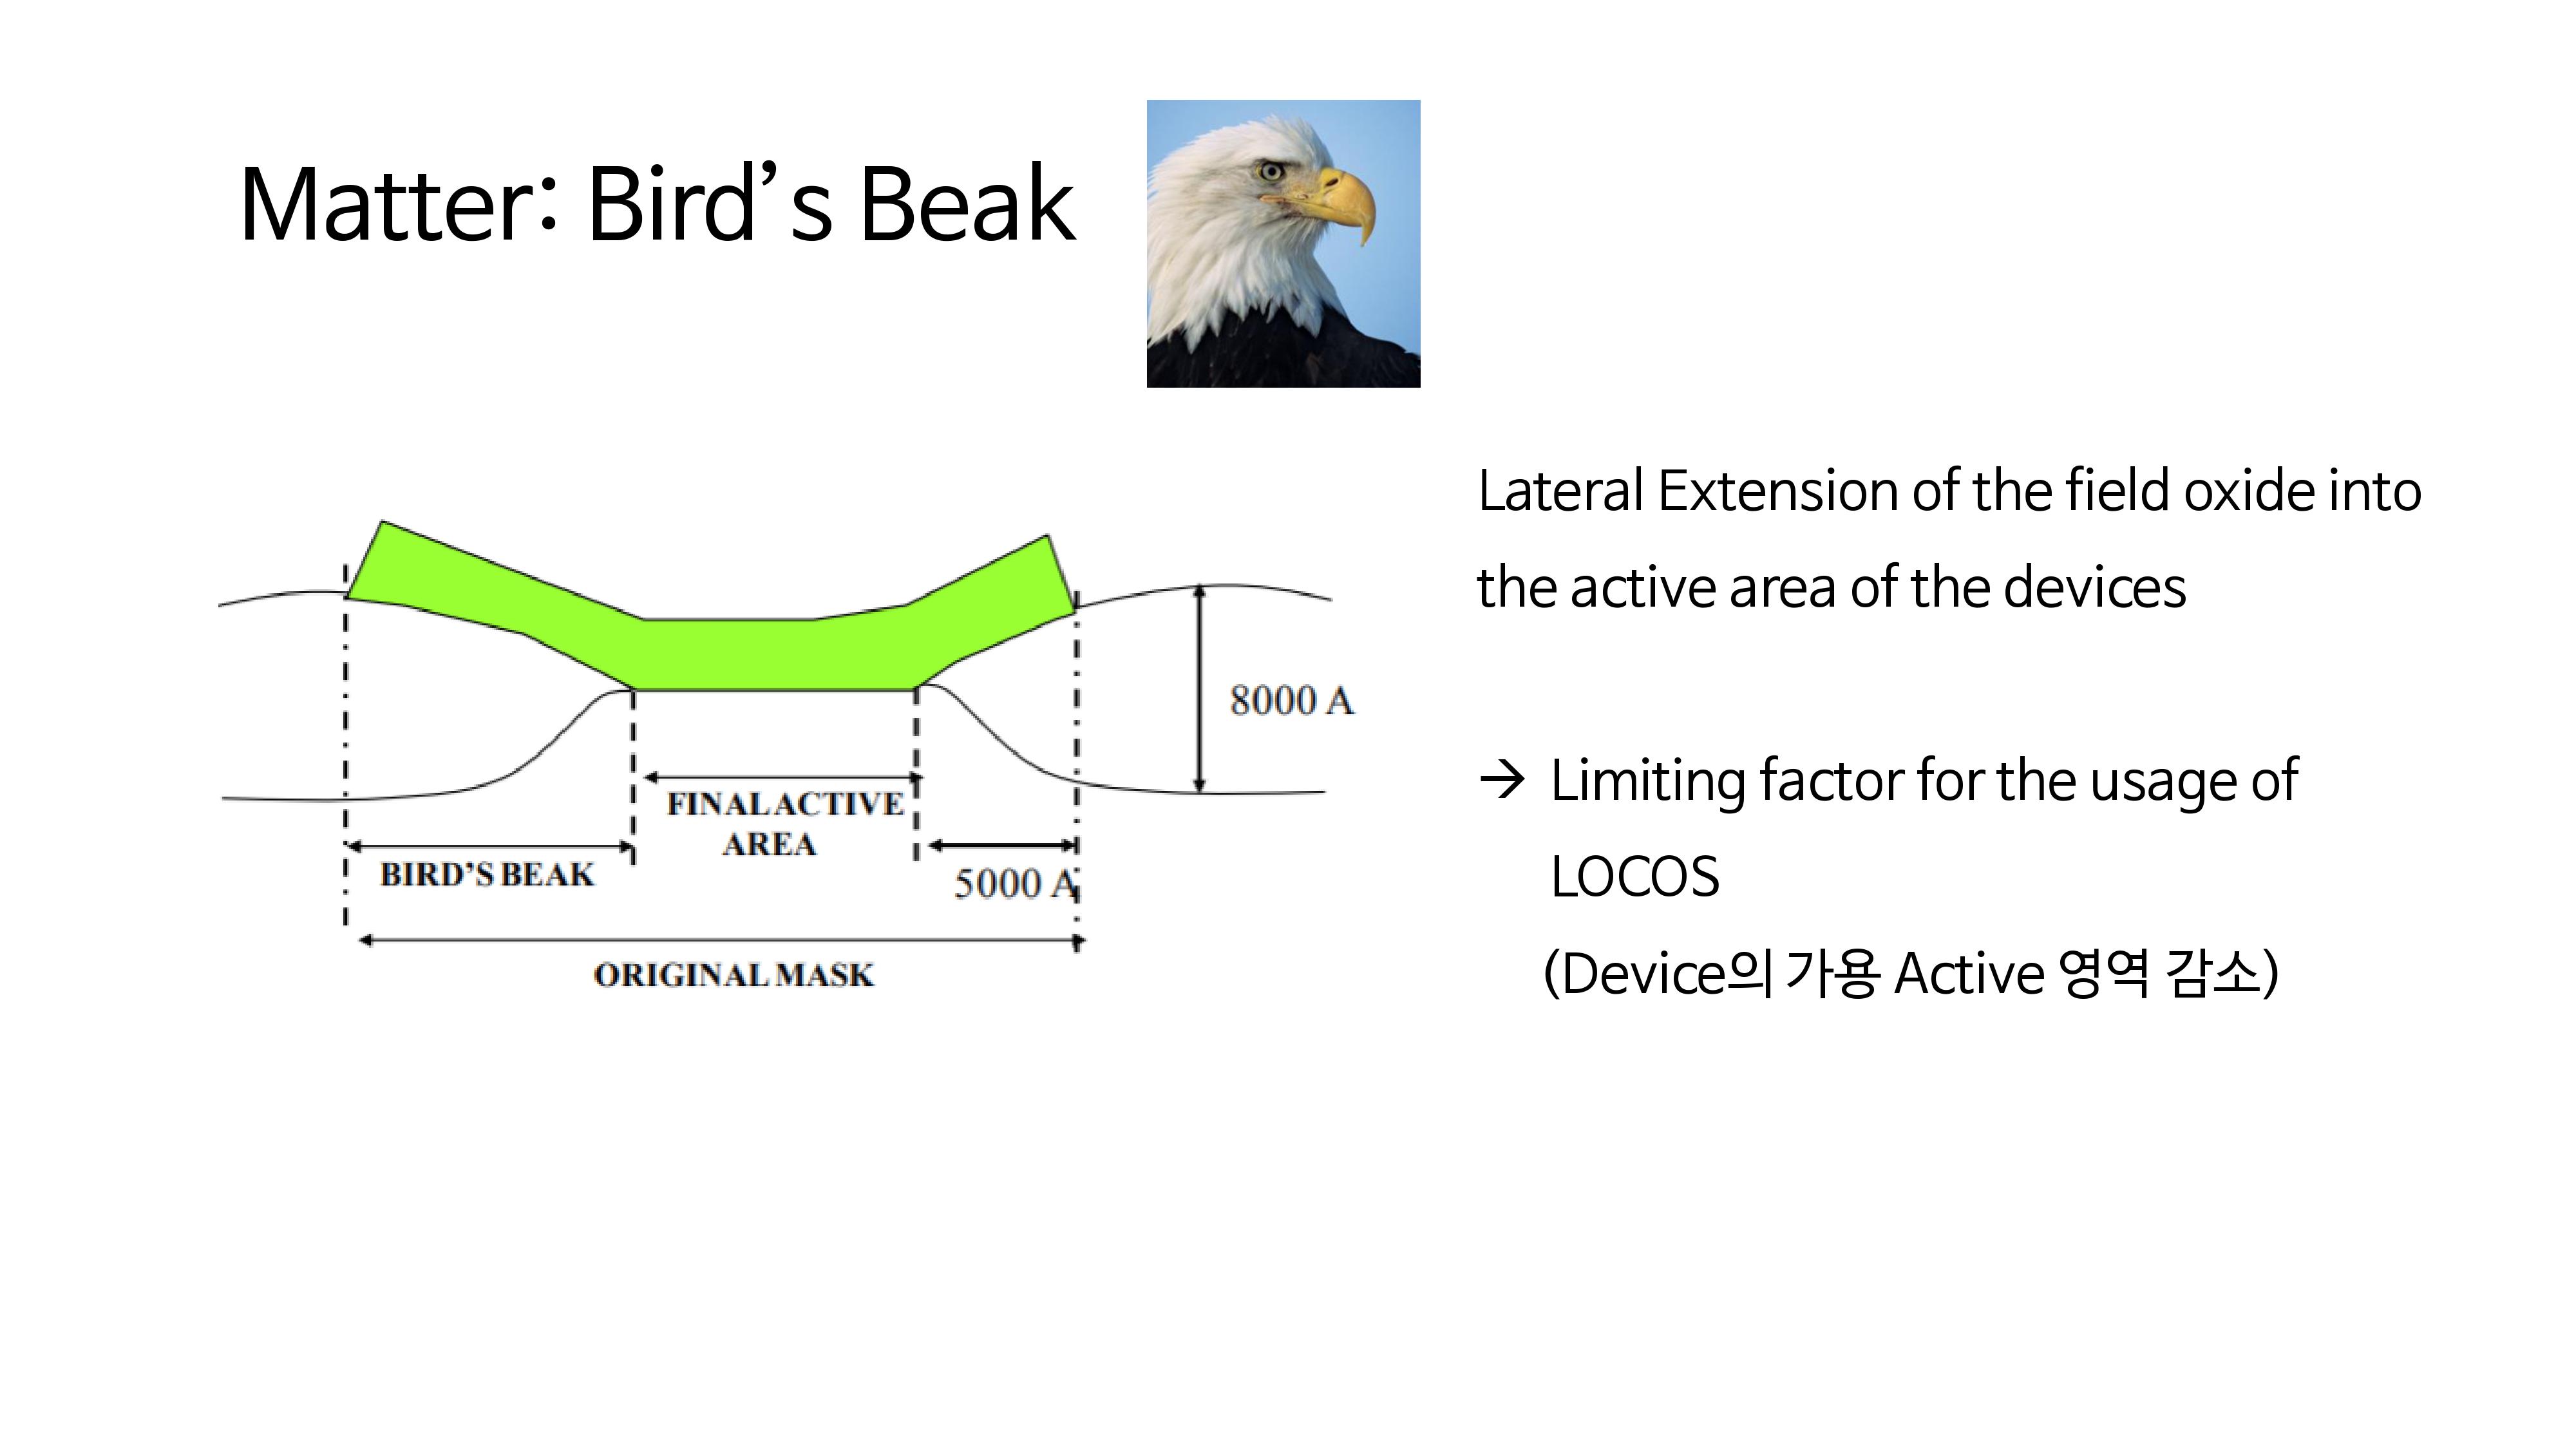 Matter: Bird’s Beak
Lateral Extension of the field oxide into
the active area of the devices
→ Limiting factor for the usage of
LOCOS
(Device의 가용 Active 영역 감소)
8000 A
FINAL ACTIVE
AREA
BIRD’S BEAK
5000 A
ORIGINAL MASK